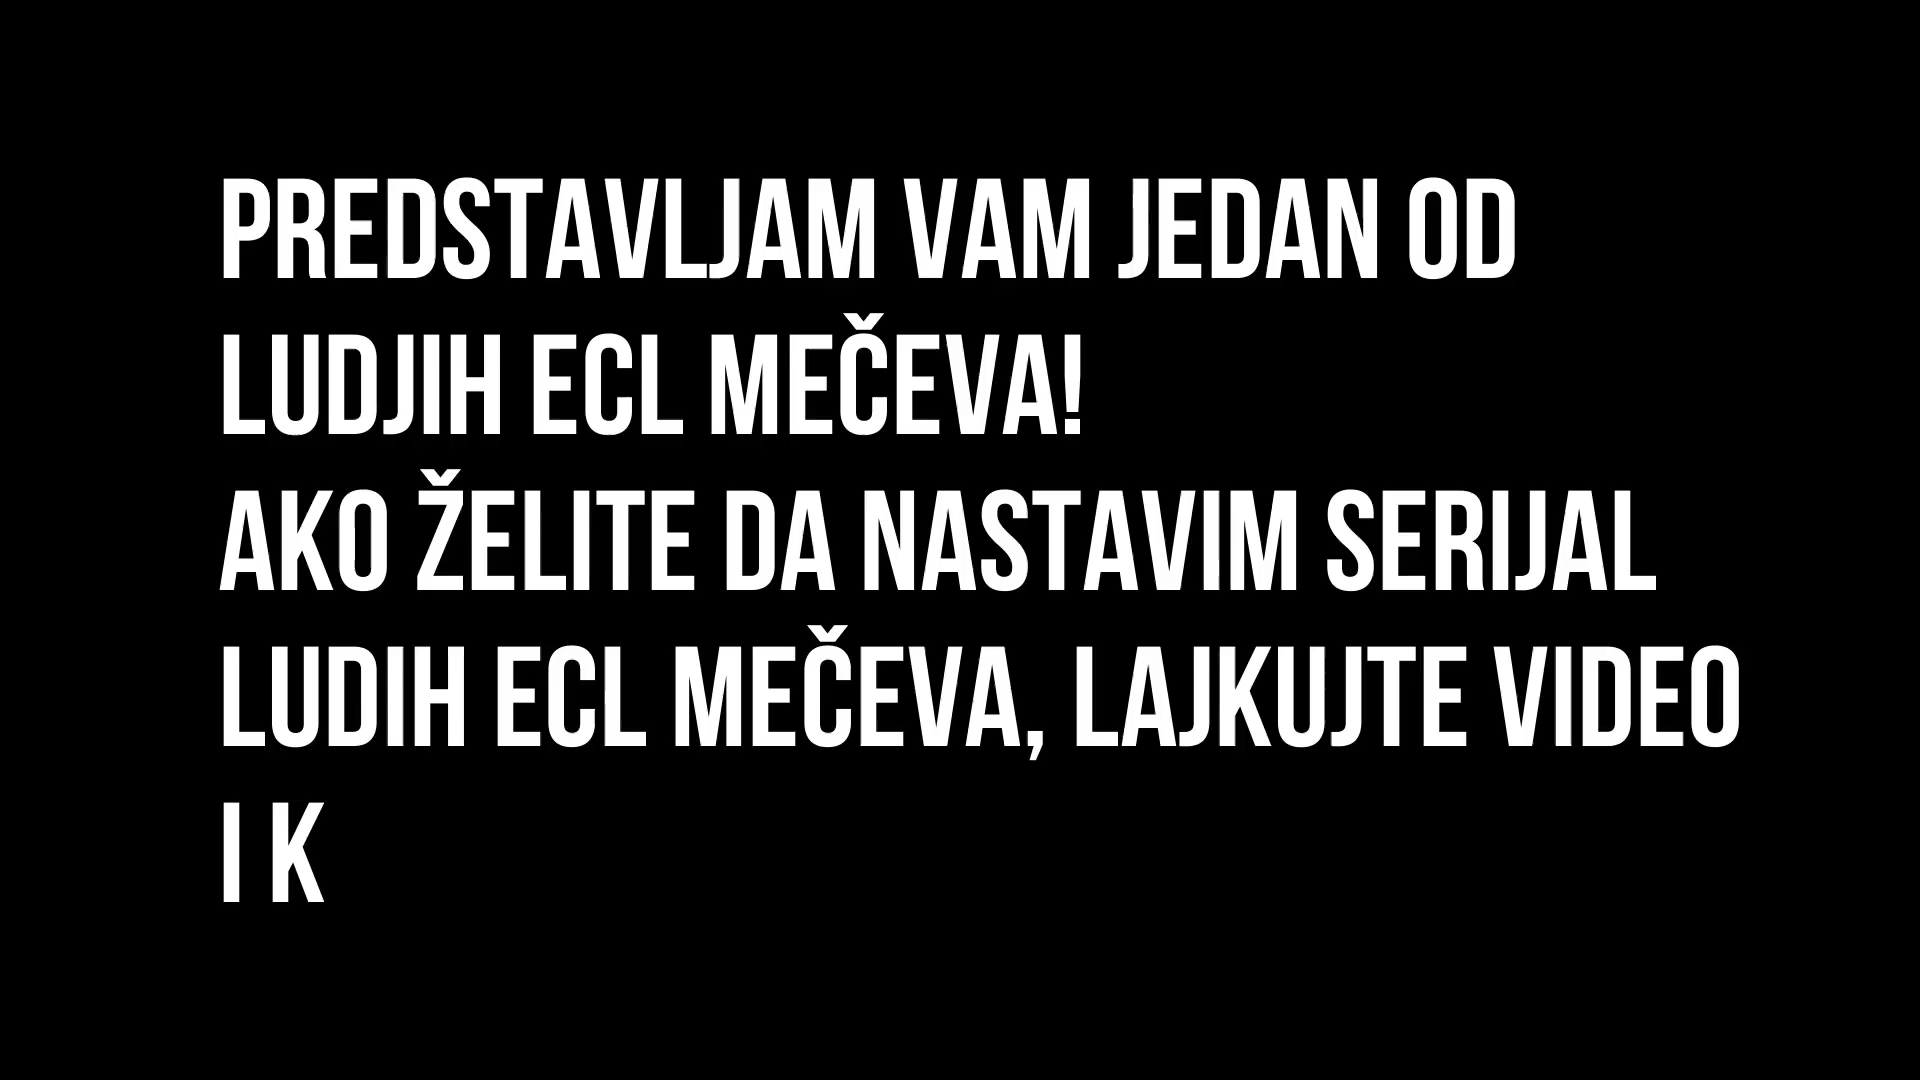 PREDSTAVLJAM VAM JEDAN OD
LUDJIH ECL MEČEVA!
AKO ŽELITE DA NASTAVIM SERIJAL
LUDIH ECL MEČEVA, LAJKUJTE VIDEO
I K